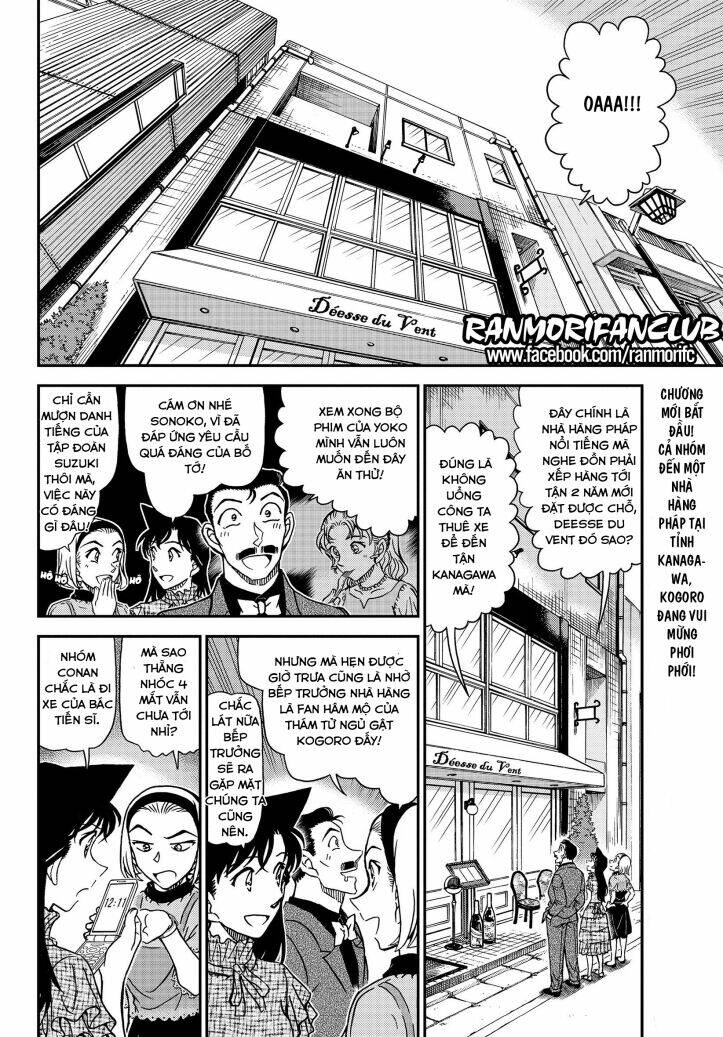 OAAA!!!
Déesse du Vent
RANMORIFANCLUB
www.facebook.com/ranmorifc
CHƯƠNG
MỚI BẮT
ĐẦU!
CẢ NHÓM
ĐẾN MỘT
NHÀ
HÀNG
PHÁP TẠI
TỈNH
KANAGA-
WA,
KOGORO
ĐANG VUI
MỪNG
PHƠI
PHỚI!
ĐÂY CHÍNH LÀ
NHÀ HÀNG PHÁP
NỔI TIẾNG MÀ
NGHE ĐỒN PHẢI
XẾP HÀNG TỚI
TẬN 2 NĂM MỚI
ĐẶT ĐƯỢC CHỖ,
DEESSE DU
VENT ĐÓ SAO?
ĐÚNG LÀ
KHÔNG
UỔNG
CÔNG TA
THUÊ XE
ĐỂ ĐẾN
TẬN
KANAGAWA
MÀ!
Déesse du Vent
XEM XONG BỘ
PHIM CỦA YOKO
MÌNH VẪN LUÔN
MUỐN ĐẾN ĐÂY
ĂN THỬ!
CÁM ƠN NHÉ
SONOKO, VÌ ĐÃ
ĐÁP ỨNG YÊU CẦU
QUÁ ĐÁNG CỦA BỐ
TỚ!
CHỈ CẦN
MƯỢN DANH
TIẾNG CỦA
TẬP ĐOÀN
SUZUKI
THÔI MÀ,
VIỆC NÀY
CÓ ĐÁNG
GÌ ĐÂU!
HÔ HÔ
HÔ
NHƯNG MÀ HẸN ĐƯỢC
GIỜ TRƯA CŨNG LÀ NHỜ
BẾP TRƯỞNG NHÀ HÀNG
LÀ FAN HÂM MỘ CỦA
THÁM TỬ NGỦ GẬT
KOGORO ĐẤY!
CHẮC
LÁT NỮA
BẾP
TRƯỞNG
SẼ RA
GẶP MẶT
CHÚNG TA
CŨNG
NÊN.
MÀ SAO
THẰNG
NHÓC 4
MẮT VẪN
CHƯA TỚI
NHỈ?
NHÓM
CONAN
CHẮC LÀ ĐI
XE CỦA BÁC
TIẾN SĨ.
12:11